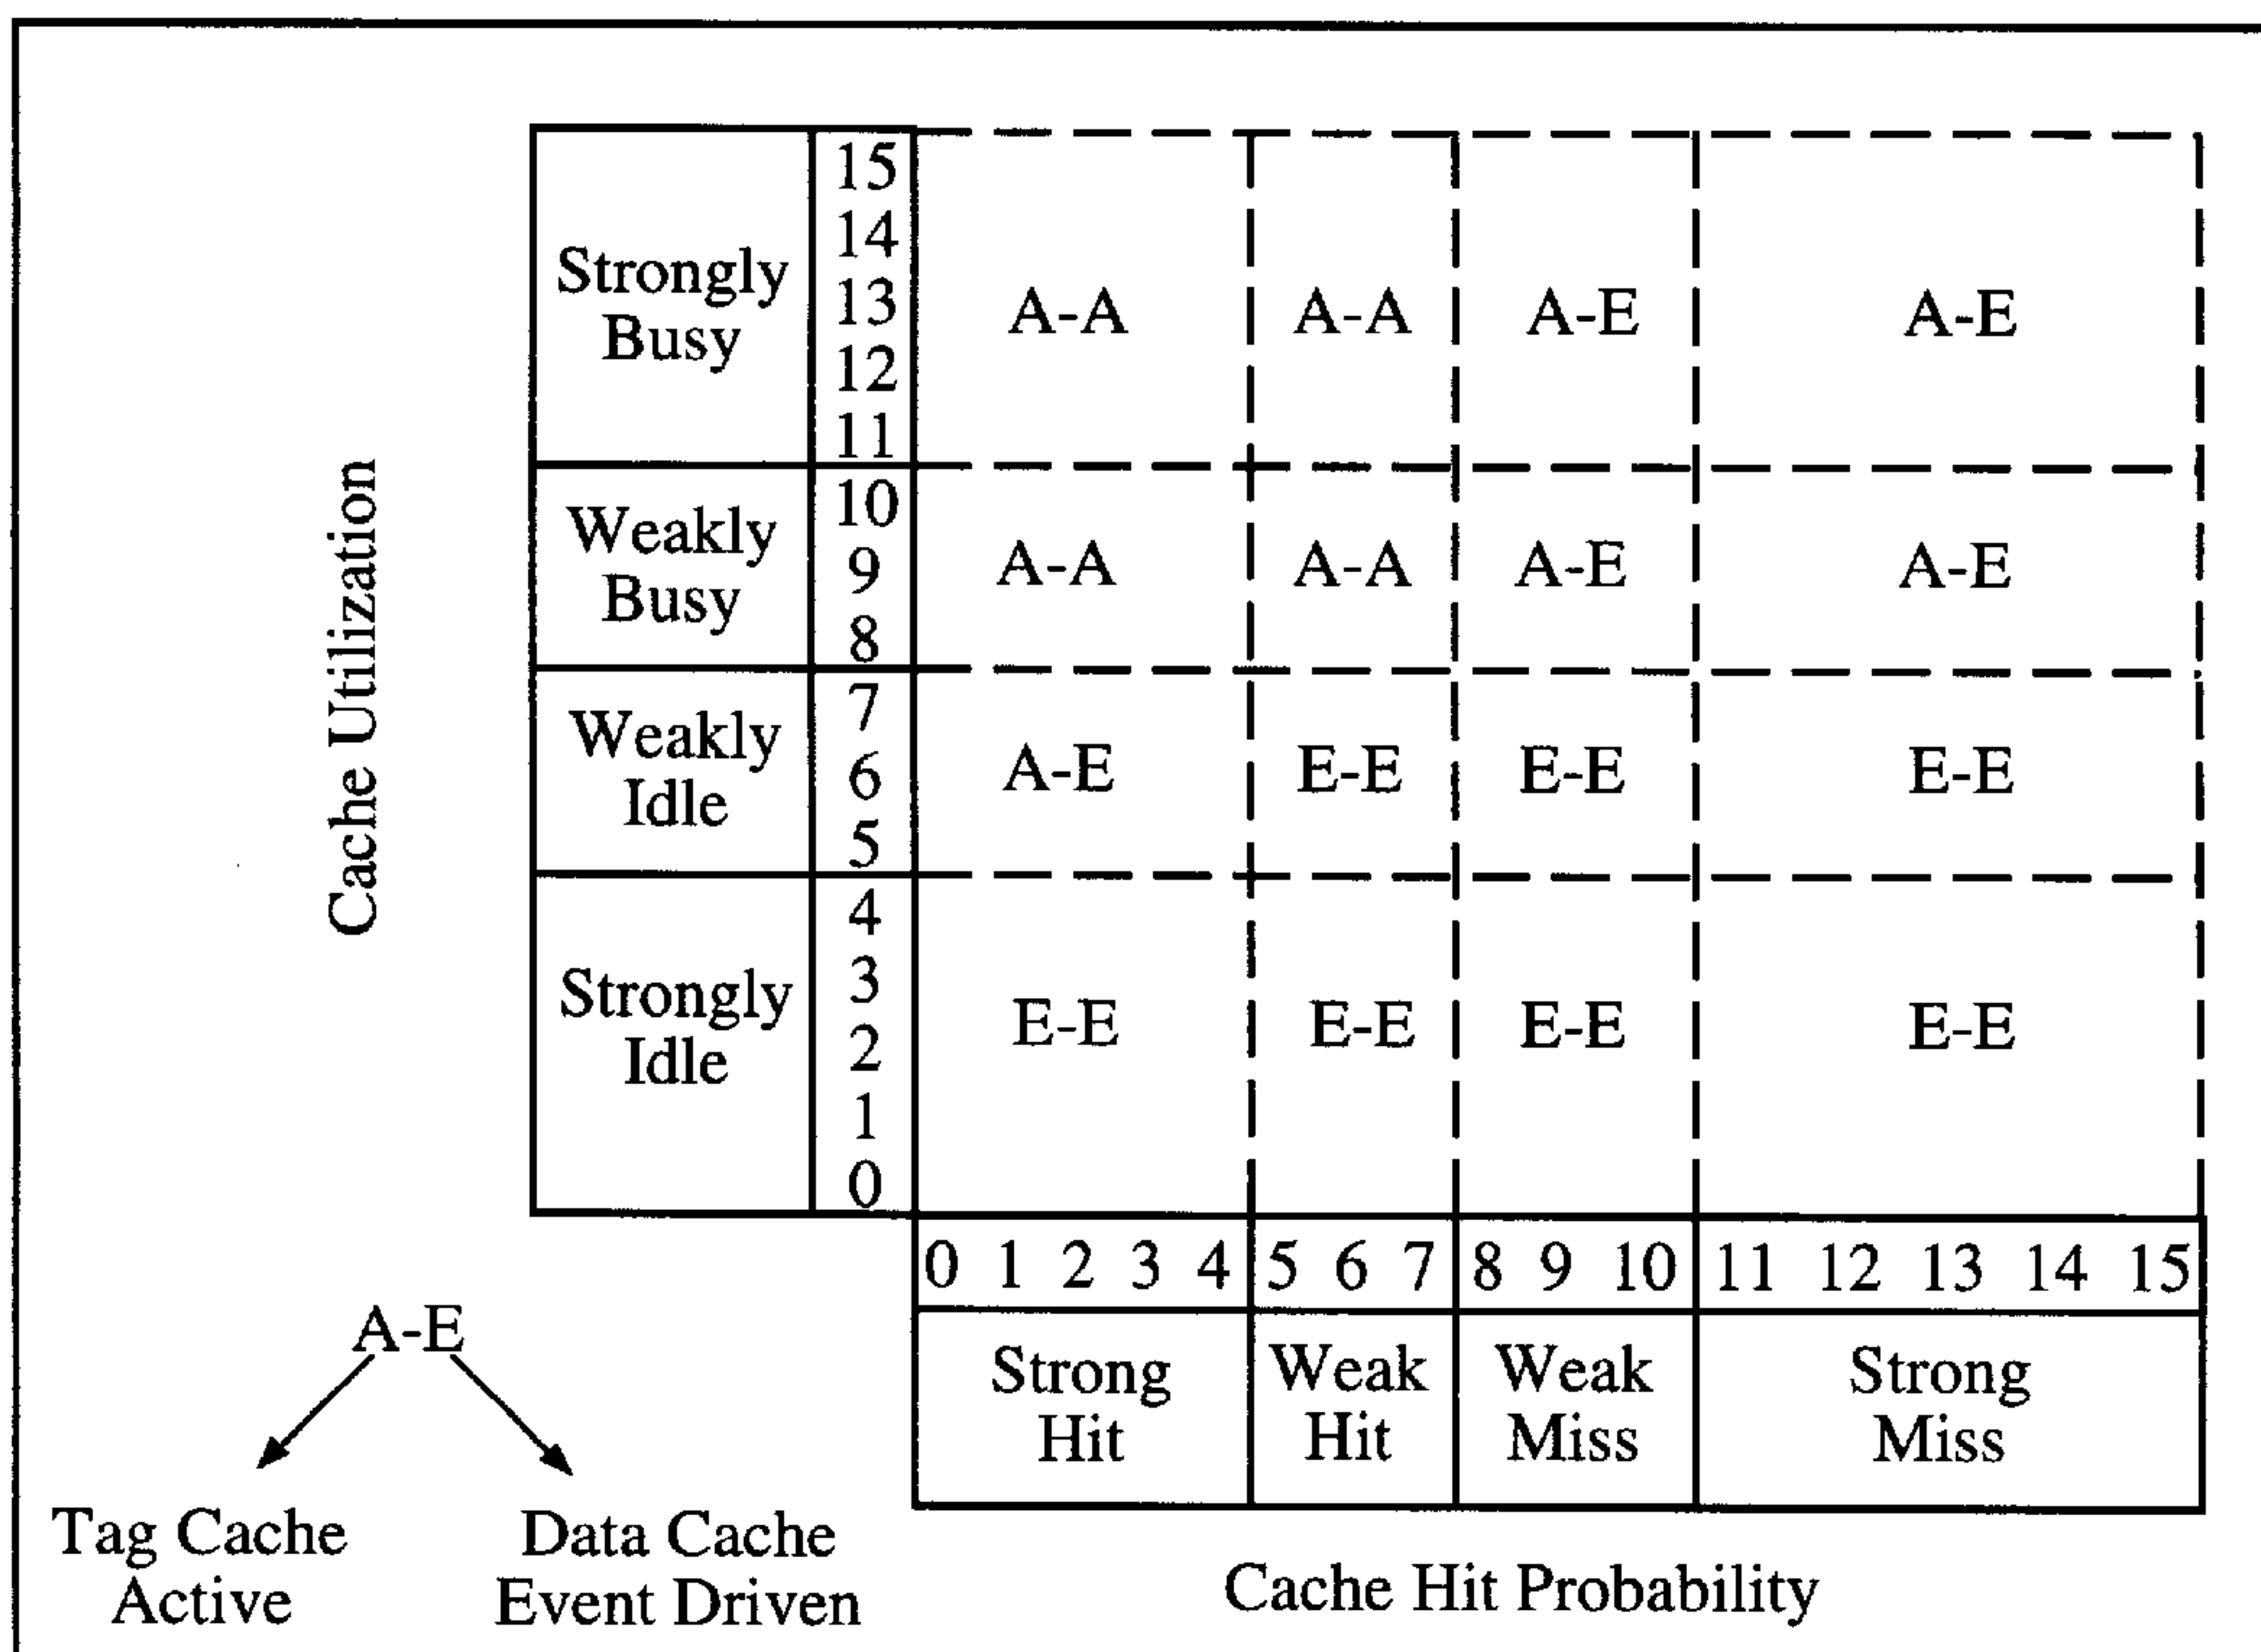 15
14
Strongly 13 A-A A-A A-E A-E
Busy 12
11
10
Weakly 9 A-A A-A A-E A-E
Busy 8
7
Weakly 6 A-E E-E E-E E-E
Idle 5
4
Strongly 3 E-E E-E E-E E-E
Idle 2
1
0
Cache Utilization
0 1 2 3 4 5 6 7 8 9 10 11 12 13 14 15
Strong Weak Weak Strong
Hit Hit Miss Miss
Cache Hit Probability
A-E
Tag Cache Data Cache
Active Event Driven